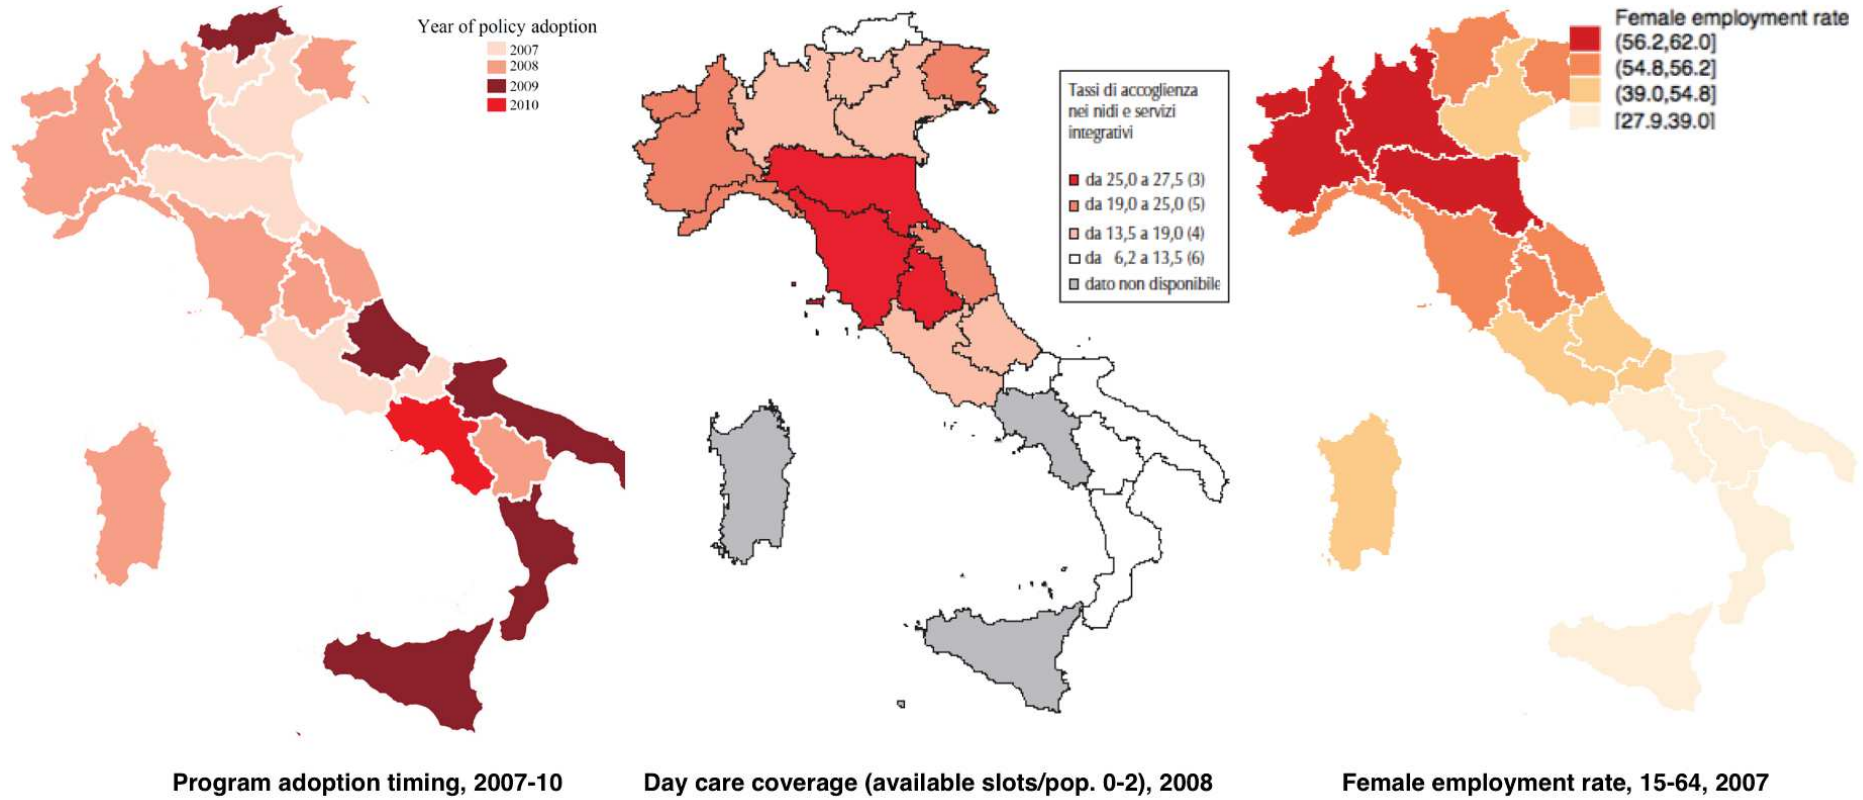 Year of policy adoption
2007
2008
2009
2010
Tassi di accoglienza
nei nidi e servizi
integrativi
da 25,0 a 27,5 (3)
da 19,0 a 25,0 (5)
da 13,5 a 19,0 (4)
da 6,2 a 13,5 (6)
dato non disponibile
Female employment rate
(56.2,62.0]
(54.8,56.2]
(39.0,54.8]
[27.9,39.0]
Program adoption timing, 2007-10
Day care coverage (available slots/pop. 0-2), 2008
Female employment rate, 15-64, 2007